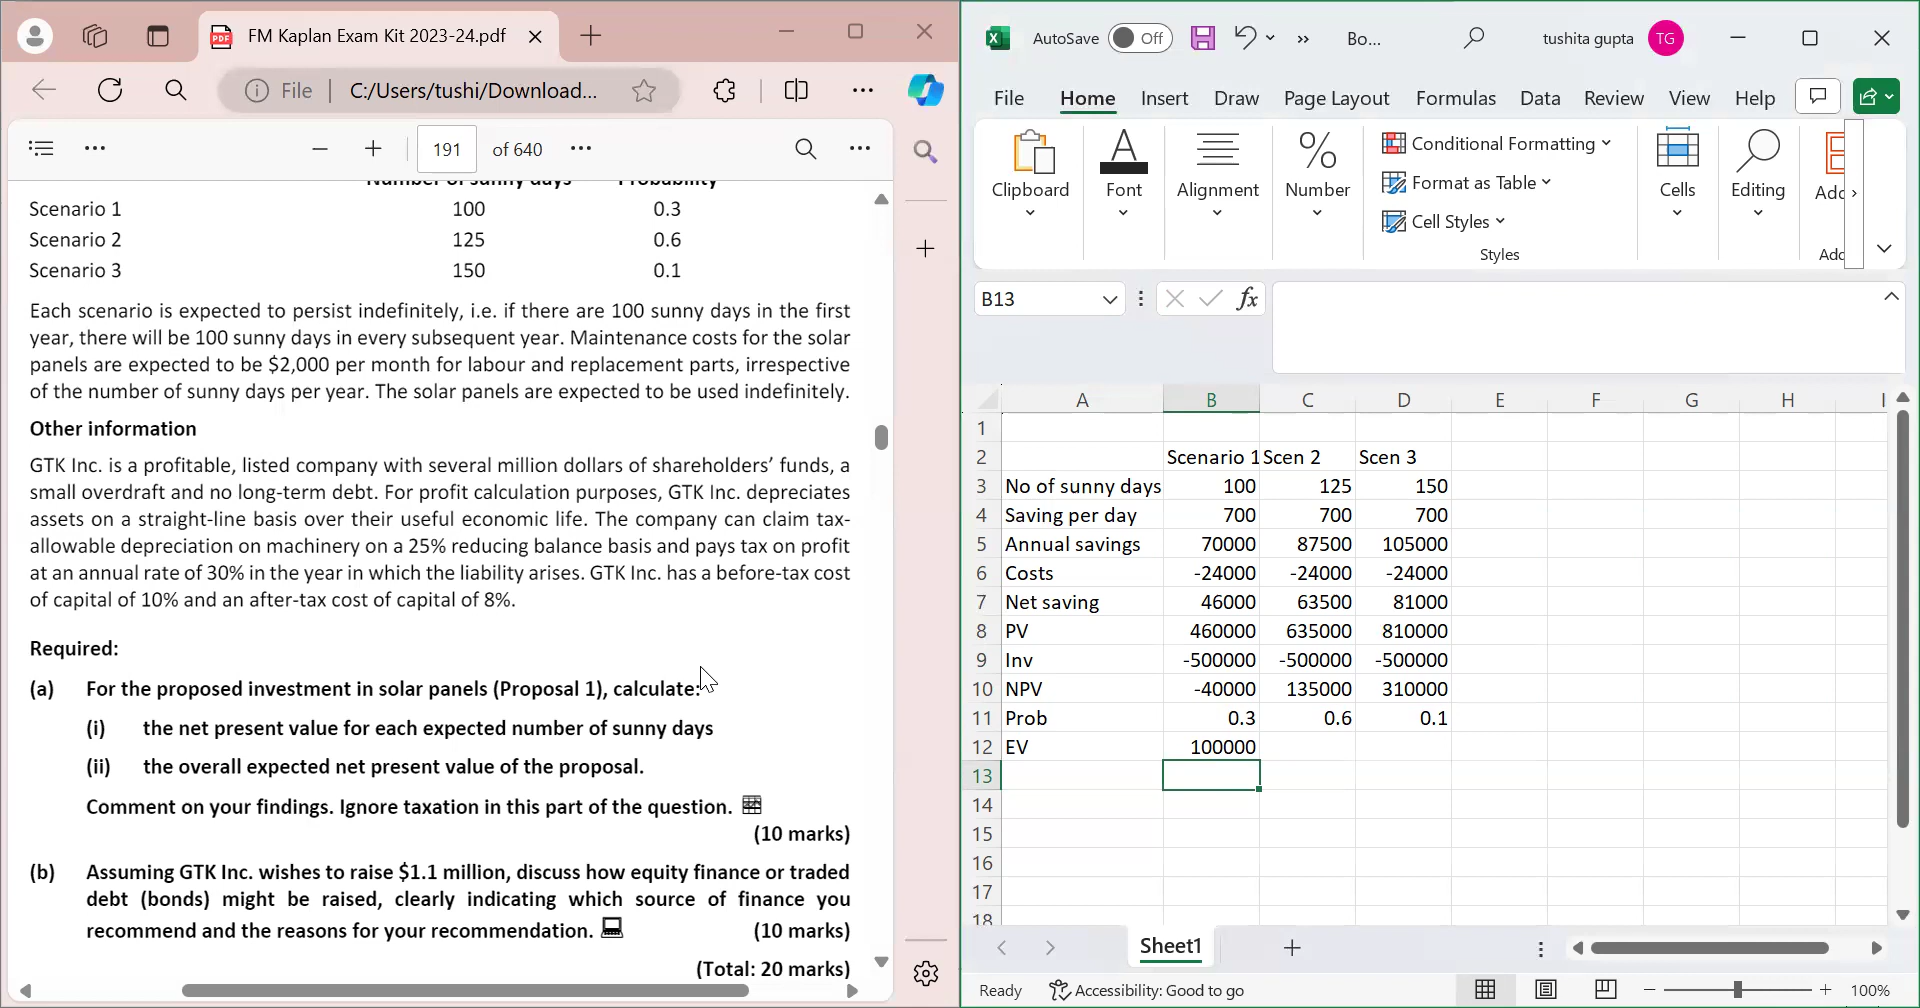 FM Kaplan Exam Kit 2023-24.pdf
File
C:/Users/tushi/Download...
191 of 640
Number of sunny days Probability
Scenario 1 100 0.3
Scenario 2 125 0.6
Scenario 3 150 0.1
Each scenario is expected to persist indefinitely, i.e. if there are 100 sunny days in the first
year, there will be 100 sunny days in every subsequent year. Maintenance costs for the solar
panels are expected to be $2,000 per month for labour and replacement parts, irrespective
of the number of sunny days per year. The solar panels are expected to be used indefinitely.
Other information
GTK Inc. is a profitable, listed company with several million dollars of shareholders’ funds, a
small overdraft and no long-term debt. For profit calculation purposes, GTK Inc. depreciates
assets on a straight-line basis over their useful economic life. The company can claim tax-
allowable depreciation on machinery on a 25% reducing balance basis and pays tax on profit
at an annual rate of 30% in the year in which the liability arises. GTK Inc. has a before-tax cost
of capital of 10% and an after-tax cost of capital of 8%.
Required:
(a) For the proposed investment in solar panels (Proposal 1), calculate:
(i) the net present value for each expected number of sunny days
(ii) the overall expected net present value of the proposal.
Comment on your findings. Ignore taxation in this part of the question.
(10 marks)
(b) Assuming GTK Inc. wishes to raise $1.1 million, discuss how equity finance or traded
debt (bonds) might be raised, clearly indicating which source of finance you
recommend and the reasons for your recommendation. (10 marks)
(Total: 20 marks)
AutoSave Off Bo... tushita gupta TG
File Home Insert Draw Page Layout Formulas Data Review View Help
Clipboard Font Alignment Number
Conditional Formatting
Format as Table
Cell Styles
Styles
Cells Editing Adc
Adc
B13 fx
A B C D E F G H I
1
2 Scenario 1 Scen 2 Scen 3
3 No of sunny days 100 125 150
4 Saving per day 700 700 700
5 Annual savings 70000 87500 105000
6 Costs -24000 -24000 -24000
7 Net saving 46000 63500 81000
8 PV 460000 635000 810000
9 Inv -500000 -500000 -500000
10 NPV -40000 135000 310000
11 Prob 0.3 0.6 0.1
12 EV 100000
13
14
15
16
17
18
Sheet1
Ready Accessibility: Good to go 100%